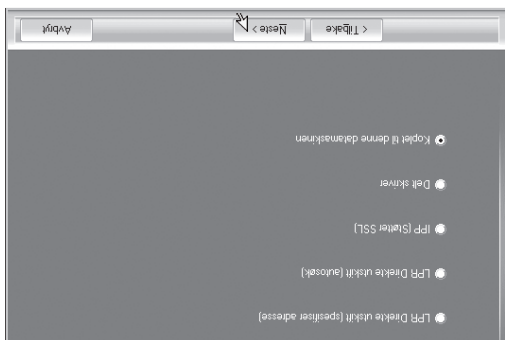 LPR Direkte utskrift (spesifiser adresse)
LPR Direkte utskrift (autosøk)
IPP (Støtter SSL)
Delt skriver
Koplet til denne datamaskinen
< Tilbake
Neste >
Avbryt